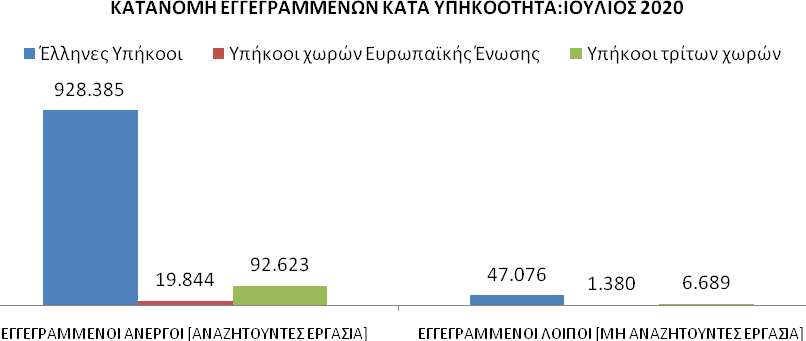 ΚΑΤΑΝΟΜΗ ΕΓΓΕΓΡΑΜΜΕΝΩΝ ΚΑΤΑ ΥΠΗΚΟΟΤΗΤΑ:ΙΟΥΛΙΟΣ 2020
Έλληνες Υπήκοοι Υπήκοοι χωρών Ευρωπαϊκής Ένωσης Υπήκοοι τρίτων χωρών
928.385
19.844
92.623
47.076
1.380
6.689
ΕΓΓΕΓΡΑΜΜΕΝΟΙ ΑΝΕΡΓΟΙ [ΑΝΑΖΗΤΟΥΝΤΕΣ ΕΡΓΑΣΙΑ] ΕΓΓΕΓΡΑΜΜΕΝΟΙ ΛΟΙΠΟΙ [ΜΗ ΑΝΑΖΗΤΟΥΝΤΕΣ ΕΡΓΑΣΙΑ]